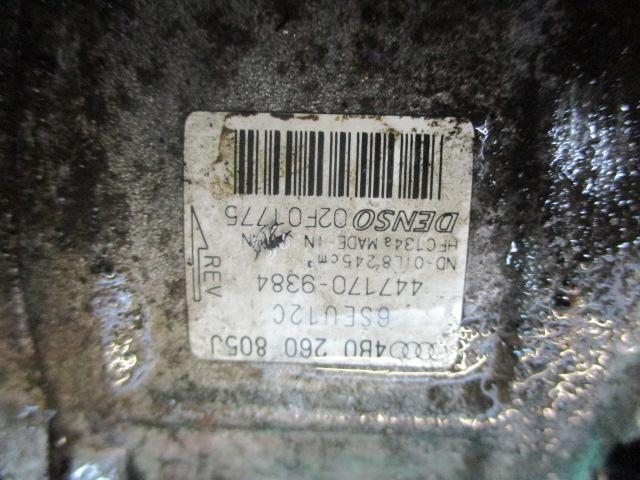 4B0 260 805J
6SEU12C
447170-9384
ND-OIL8 245cm³
HFC134a MADE IN
DENSO 02F01775
REV